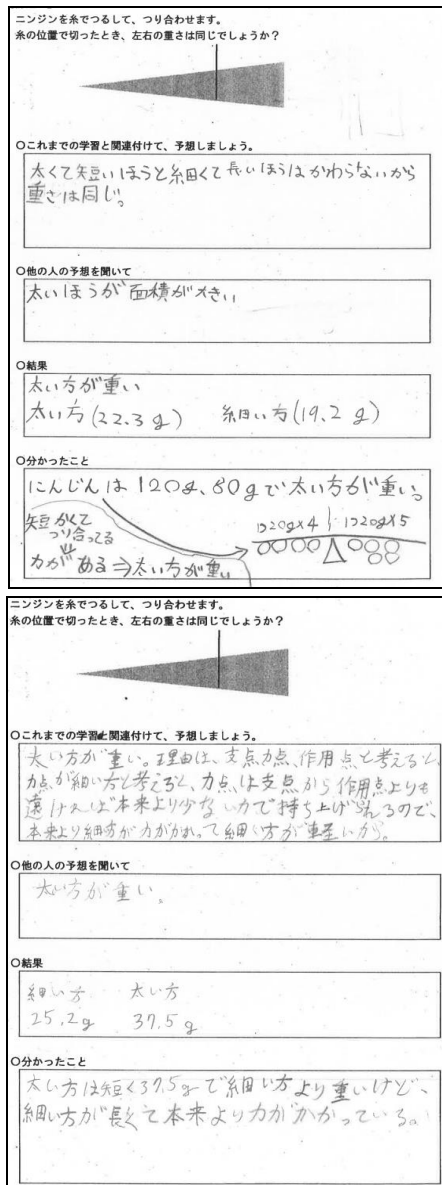 ニンジンを糸でつるして、つり合わせます。
糸の位置で切ったとき、左右の重さは同じでしょうか？
○これまでの学習と関連付けて、予想しましょう。
太くて短いほうと細くて長いほうはかわらないから
重さは同じ。
○他の人の予想を聞いて
太いほうが面積が大きい
○結果
太い方が重い
太い方(22.3g) 細い方(19.2g)
○分かったこと
にんじんは120g、80gで太い方が重い。
短かくて
つり合ってる
力がある⇒太い方が重い
1コ20g×4 1コ20g×5
ニンジンを糸でつるして、つり合わせます。
糸の位置で切ったとき、左右の重さは同じでしょうか？
○これまでの学習と関連付けて、予想しましょう。
太い方が重い。理由は、支点力点、作用点と考えると、
力点が細い方と考えると、力点は支点から作用点よりも
遠ければ本来より少ない力で持ち上げられるので、
本来より細方が力がかかって細い方が軽いから。
○他の人の予想を聞いて
太い方が重い。
○結果
細い方 太い方
25.2g 37.5g
○分かったこと
太い方は短く37.5gで細い方より重いけど、
細い方が長くて本来より力がかかっている。